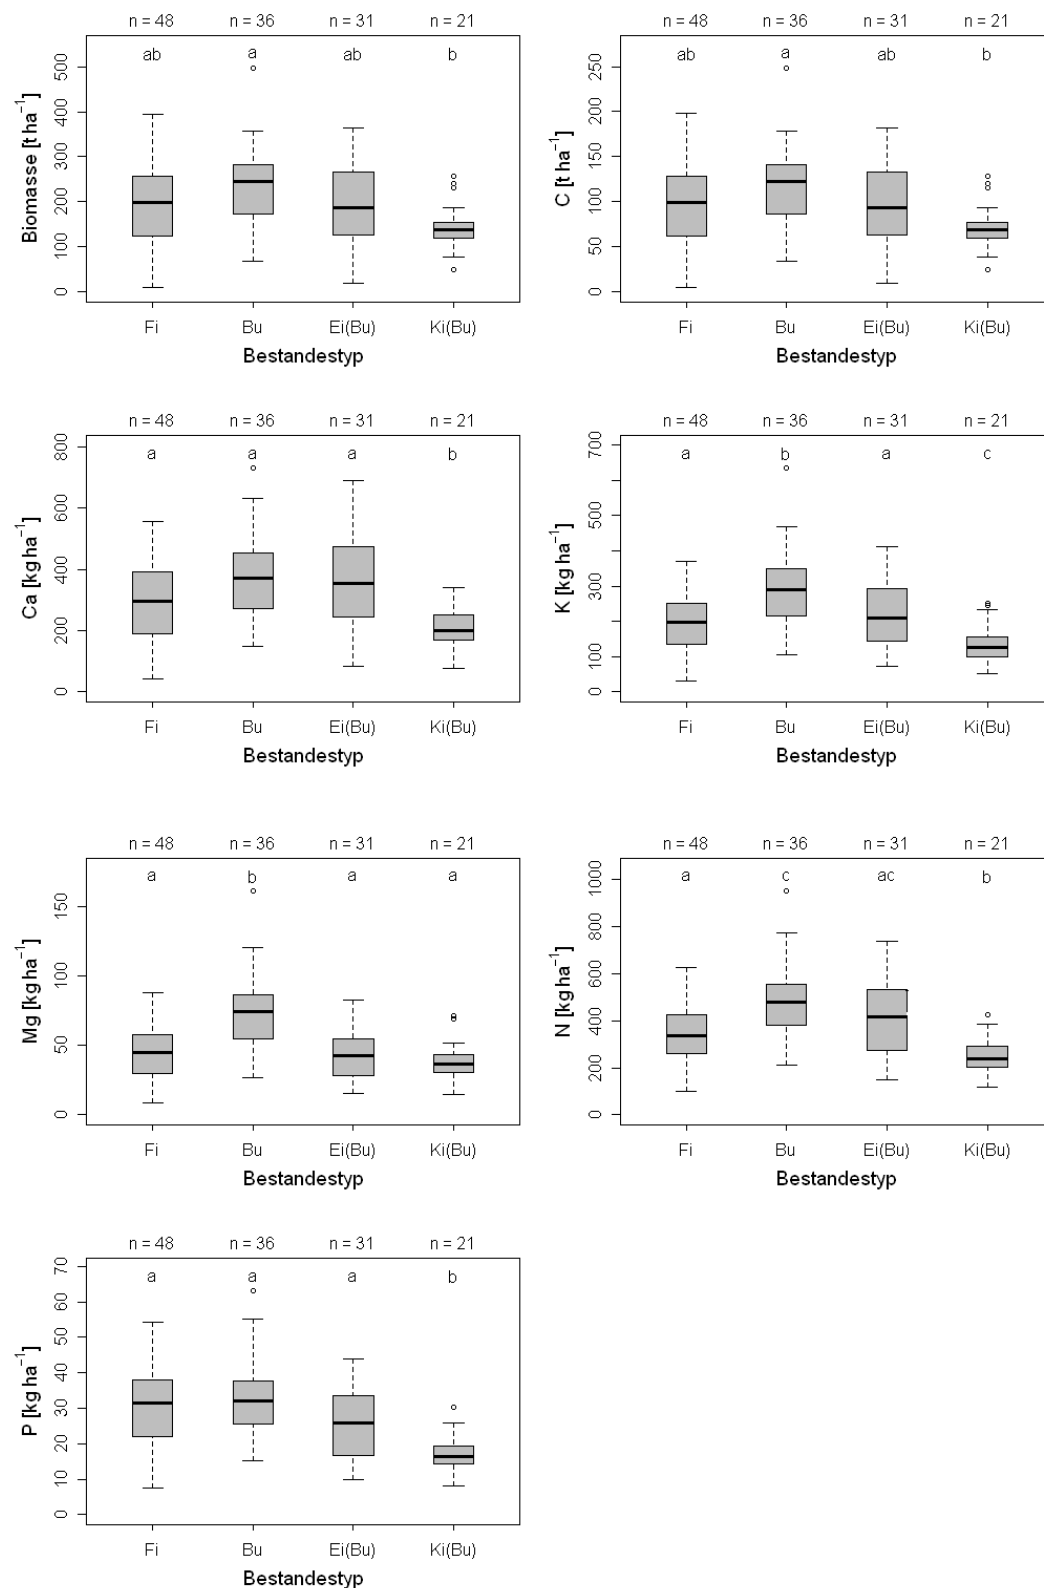 n = 48 n = 36 n = 31 n = 21
ab a ab b
Biomasse [t ha⁻¹]
500
400
300
200
100
0
Fi Bu Ei(Bu) Ki(Bu)
Bestandestyp
n = 48 n = 36 n = 31 n = 21
ab a ab b
C [t ha⁻¹]
250
200
150
100
50
0
Fi Bu Ei(Bu) Ki(Bu)
Bestandestyp
n = 48 n = 36 n = 31 n = 21
a a a b
Ca [kg ha⁻¹]
800
600
400
200
0
Fi Bu Ei(Bu) Ki(Bu)
Bestandestyp
n = 48 n = 36 n = 31 n = 21
a b a c
K [kg ha⁻¹]
700
500
300
100
0
Fi Bu Ei(Bu) Ki(Bu)
Bestandestyp
n = 48 n = 36 n = 31 n = 21
a b a a
Mg [kg ha⁻¹]
150
100
50
0
Fi Bu Ei(Bu) Ki(Bu)
Bestandestyp
n = 48 n = 36 n = 31 n = 21
a c ac b
N [kg ha⁻¹]
1000
800
600
400
200
0
Fi Bu Ei(Bu) Ki(Bu)
Bestandestyp
n = 48 n = 36 n = 31 n = 21
a a a b
P [kg ha⁻¹]
70
60
50
40
30
20
10
0
Fi Bu Ei(Bu) Ki(Bu)
Bestandestyp